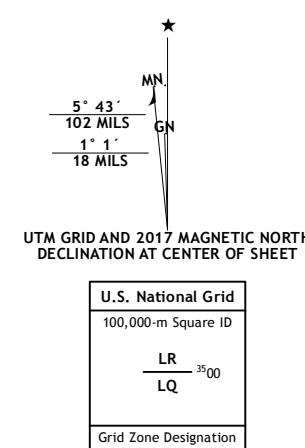 ★
MN
GN
5° 43´
102 MILS
1° 1´
18 MILS
UTM GRID AND 2017 MAGNETIC NORTH
DECLINATION AT CENTER OF SHEET
U.S. National Grid
100,000-m Square ID
LR
3500
LQ
Grid Zone Designation